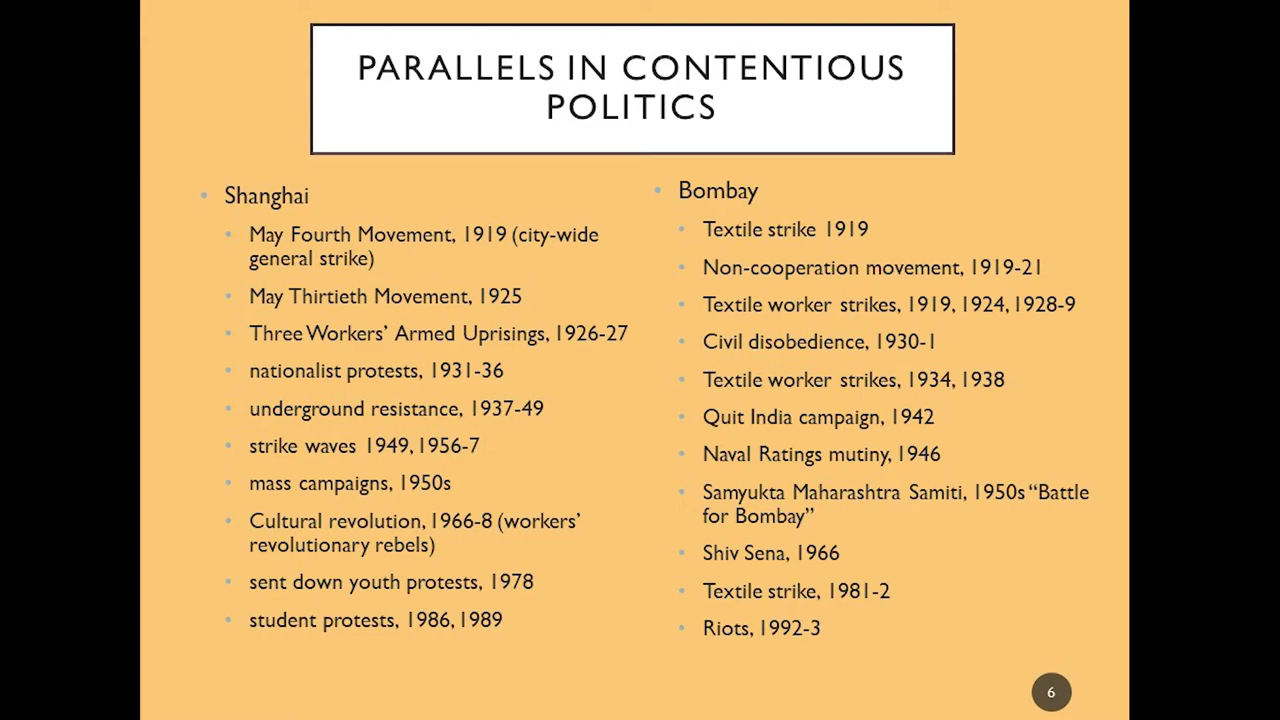 PARALLELS IN CONTENTIOUS
POLITICS
Shanghai
May Fourth Movement, 1919 (city-wide
general strike)
May Thirtieth Movement, 1925
Three Workers' Armed Uprisings, 1926-27
nationalist protests, 1931-36
underground resistance, 1937-49
strike waves 1949, 1956-7
mass campaigns, 1950s
Cultural revolution, 1966-8 (workers'
revolutionary rebels)
sent down youth protests, 1978
student protests, 1986, 1989
Bombay
Textile strike 1919
Non-cooperation movement, 1919-21
Textile worker strikes, 1919, 1924, 1928-9
Civil disobedience, 1930-1
Textile worker strikes, 1934, 1938
Quit India campaign, 1942
Naval Ratings mutiny, 1946
Samyukta Maharashtra Samiti, 1950s “Battle
for Bombay”
Shiv Sena, 1966
Textile strike, 1981-2
Riots, 1992-3
6